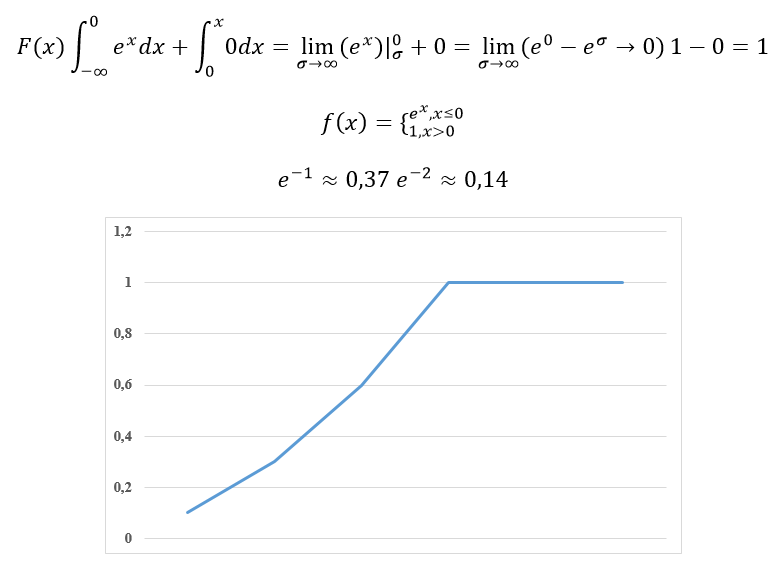 F(x) ∫_{−∞}^{0} e^x dx + ∫_{0}^{x} 0dx = lim_{σ→∞} (e^x)|_σ^0 + 0 = lim_{σ→∞} (e^0 − e^σ → 0) 1 − 0 = 1
f(x) = {_{1,x>0}^{e^x,x≤0}
e^{−1} ≈ 0,37 e^{−2} ≈ 0,14
1,2
1
0,8
0,6
0,4
0,2
0